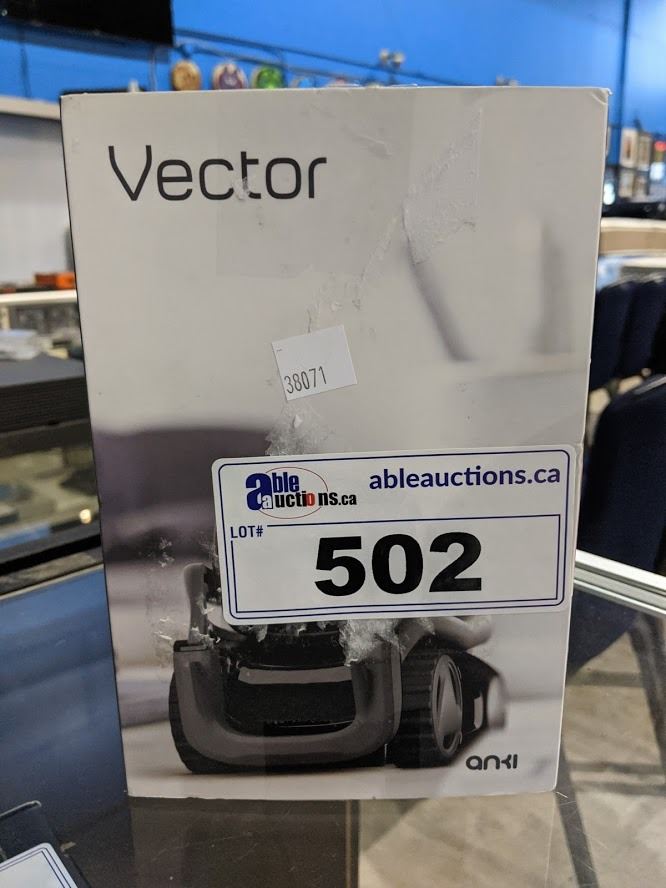 Vector
38071
able auctions.ca
ableauctions.ca
LOT#
502
anki